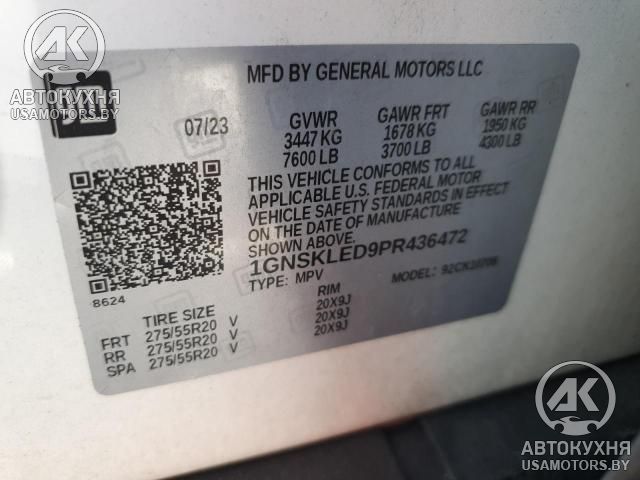 AK
АВТОКУХНЯ
USAMOTORS.BY
MFD BY GENERAL MOTORS LLC
07/23
GVWR
3447 KG
7600 LB
GAWR FRT
1678 KG
3700 LB
GAWR RR
1950 KG
4300 LB
THIS VEHICLE CONFORMS TO ALL
APPLICABLE U.S. FEDERAL MOTOR
VEHICLE SAFETY STANDARDS IN EFFECT
ON THE DATE OF MANUFACTURE
SHOWN ABOVE.
1GNSKLED9PR436472
TYPE: MPV
MODEL: 92CK10706
8624
TIRE SIZE
RIM
FRT 275/55R20 V 20X9J
RR 275/55R20 V 20X9J
SPA 275/55R20 V 20X9J
AK
АВТОКУХНЯ
USAMOTORS.BY